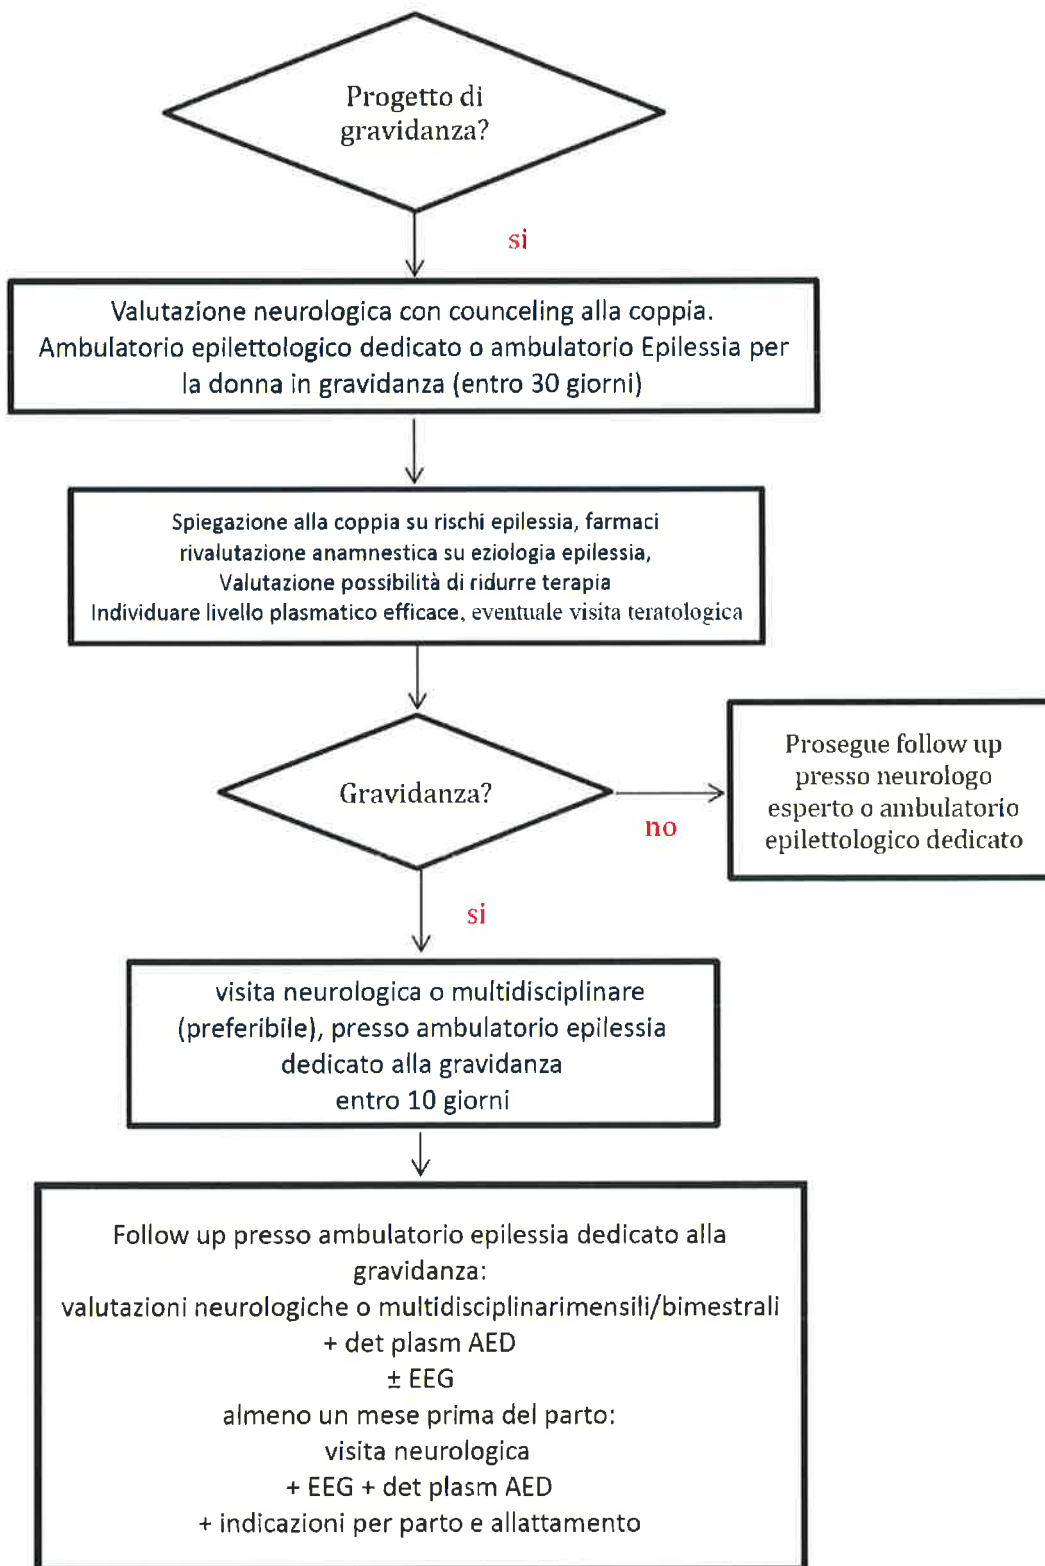 Progetto di
gravidanza?
si
Valutazione neurologica con counceling alla coppia.
Ambulatorio epilettologico dedicato o ambulatorio Epilessia per
la donna in gravidanza (entro 30 giorni)
Spiegazione alla coppia su rischi epilessia, farmaci
rivalutazione anamnestica su eziologia epilessia,
Valutazione possibilità di ridurre terapia
Individuare livello plasmatico efficace, eventuale visita teratologica
Gravidanza?
no
Prosegue follow up
presso neurologo
esperto o ambulatorio
epilettologico dedicato
si
visita neurologica o multidisciplinare
(preferibile), presso ambulatorio epilessia
dedicato alla gravidanza
entro 10 giorni
Follow up presso ambulatorio epilessia dedicato alla
gravidanza:
valutazioni neurologiche o multidisciplinarimensili/bimestrali
+ det plasm AED
± EEG
almeno un mese prima del parto:
visita neurologica
+ EEG + det plasm AED
+ indicazioni per parto e allattamento